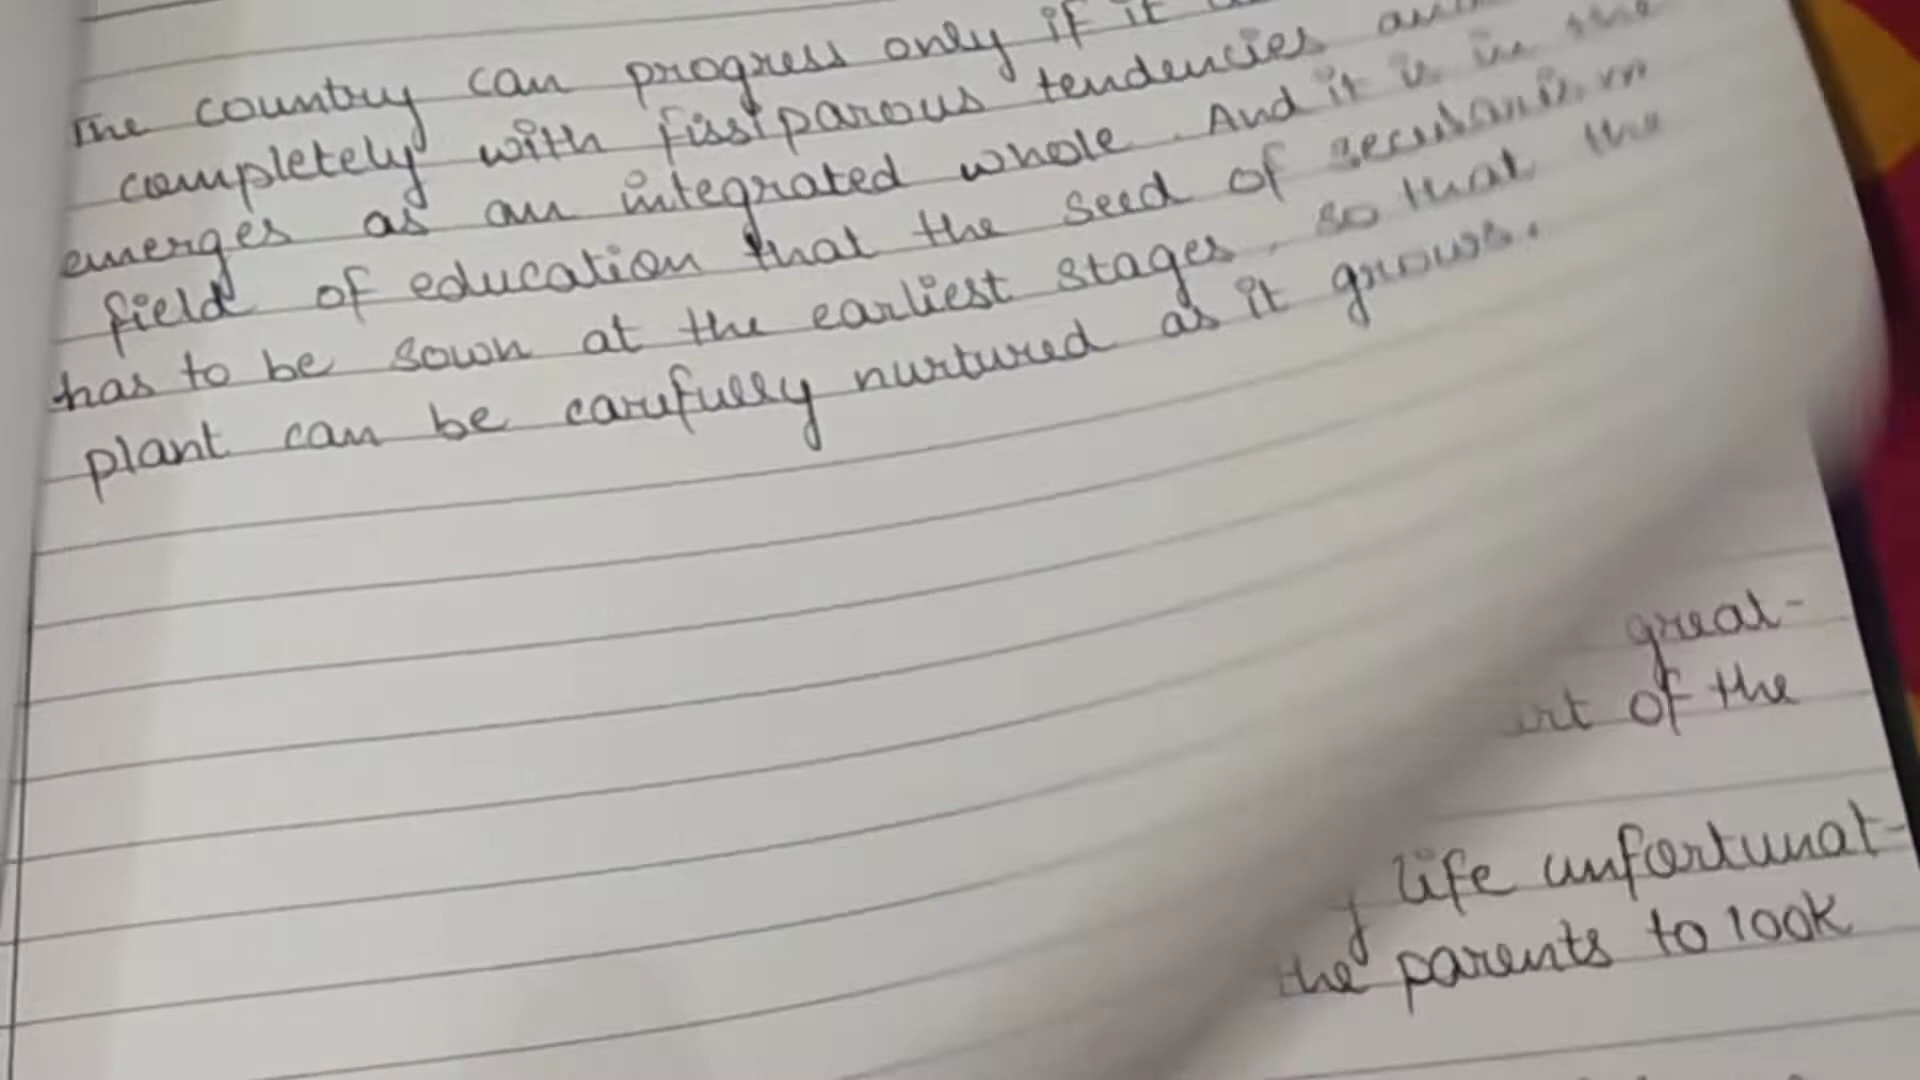 The country can progress only if it
completely with fissiparous tendencies
emerges as an integrated whole. And it is in the
field of education that the seed of secularism
has to be sown at the earliest stages, so that the
plant can be carefully nurtured as it grows.
great-
of the
life unfortunat-
the parents to look